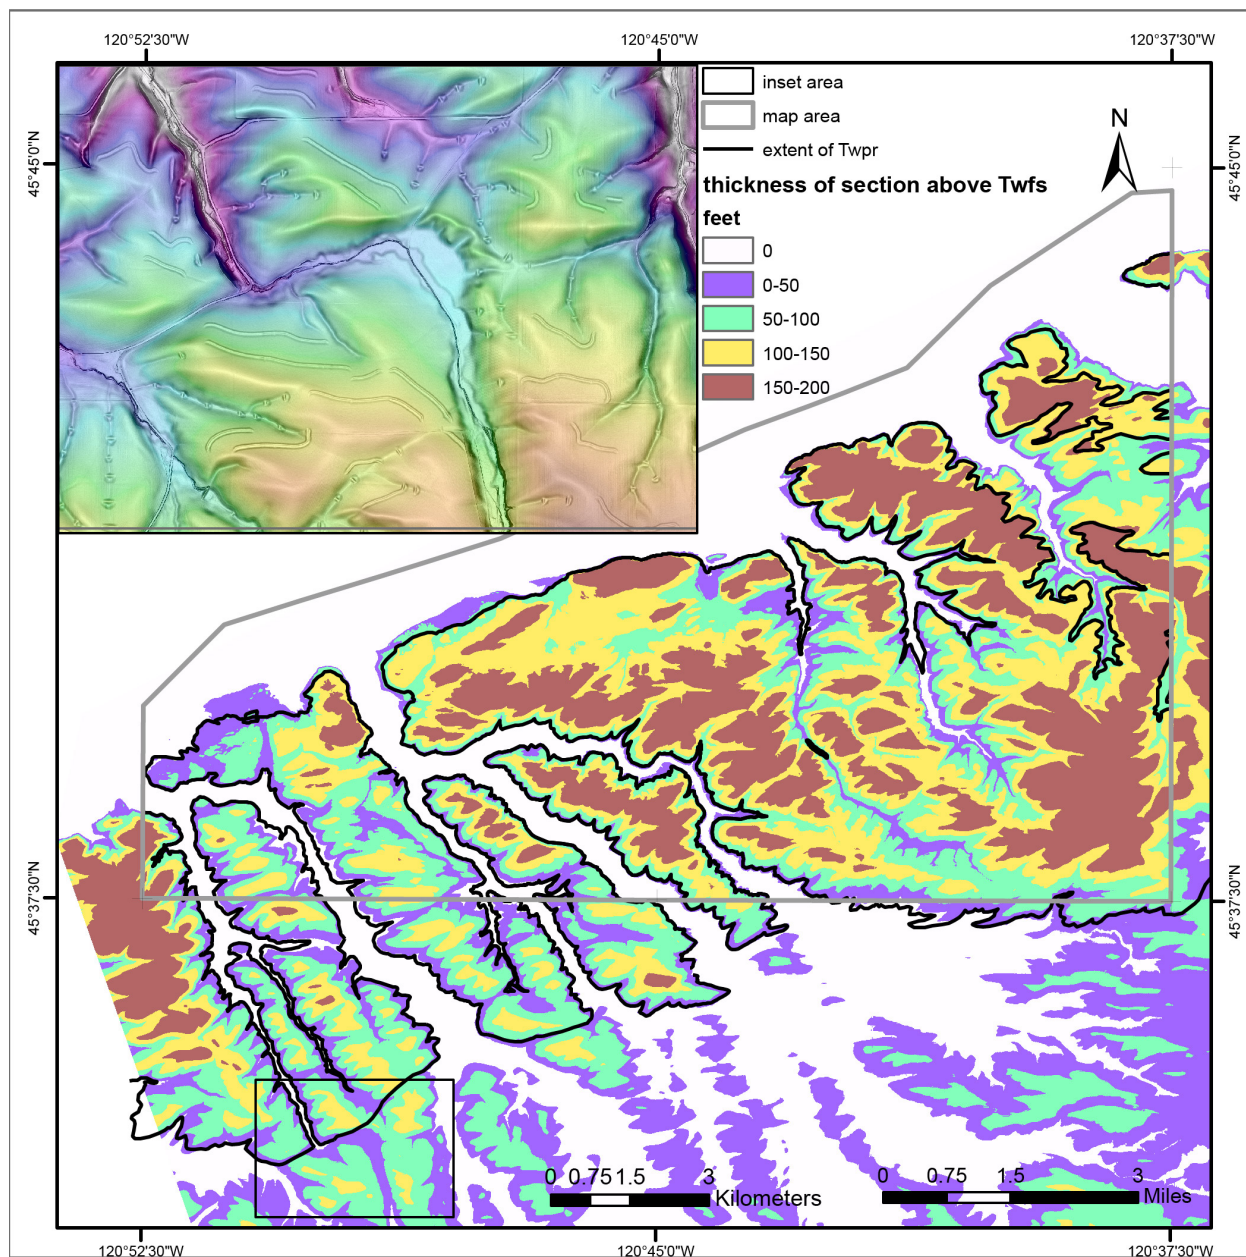 120°52'30"W 120°45'0"W 120°37'30"W
inset area
map area
extent of Twpr
N
45°45'0"N
45°45'0"N
thickness of section above Twfs
feet
0
0-50
50-100
100-150
150-200
45°37'30"N
45°37'30"N
0 0.75 1.5 3
Kilometers
0 0.75 1.5 3
Miles
120°52'30"W 120°45'0"W 120°37'30"W